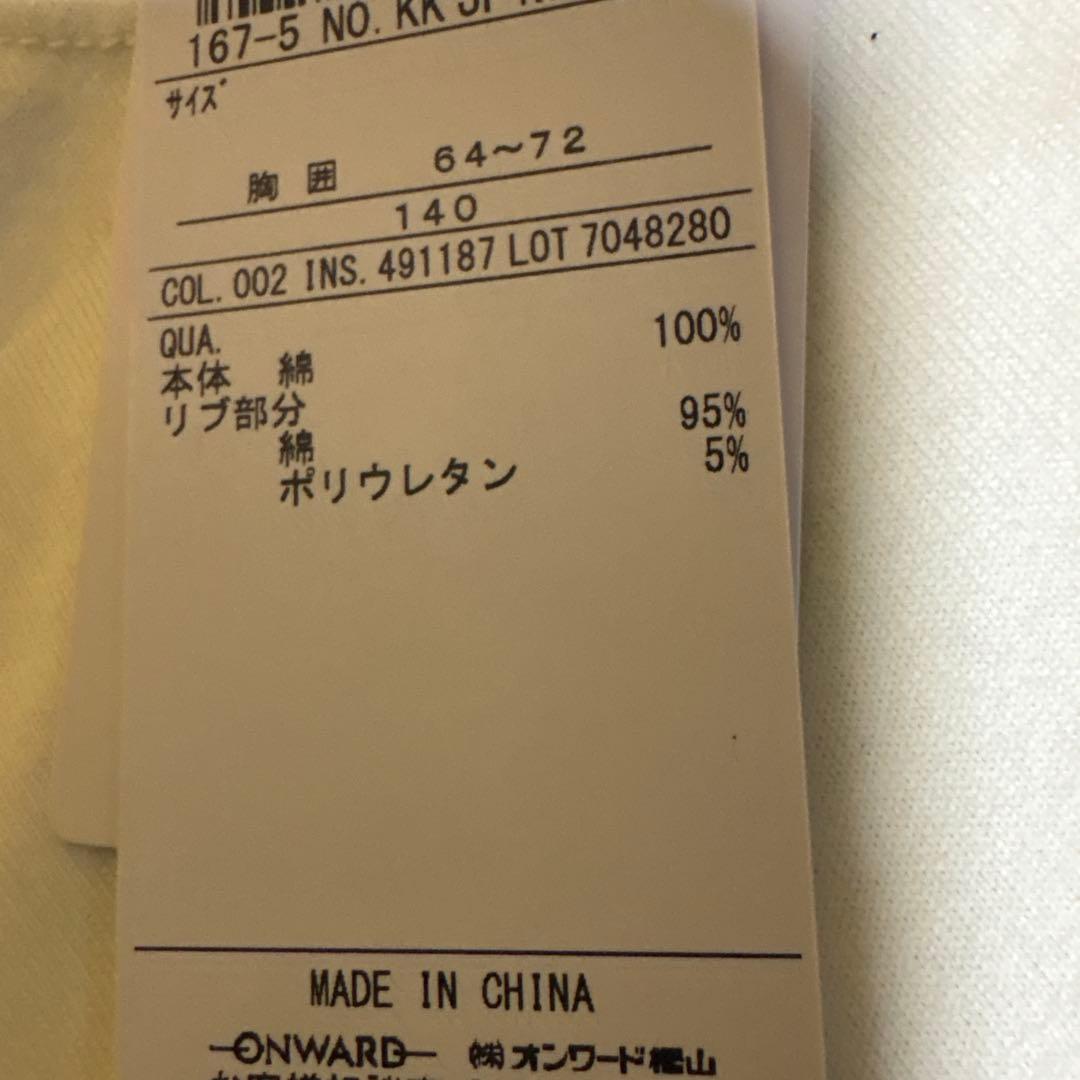 167-5 NO. KK
サイズ
胸 囲 64〜72
140
COL. 002 INS. 491187 LOT 7048280
QUA.
本体 綿 100%
リブ部分
綿 95%
ポリウレタン 5%
MADE IN CHINA
ONWARD ㈱オンワード樫山